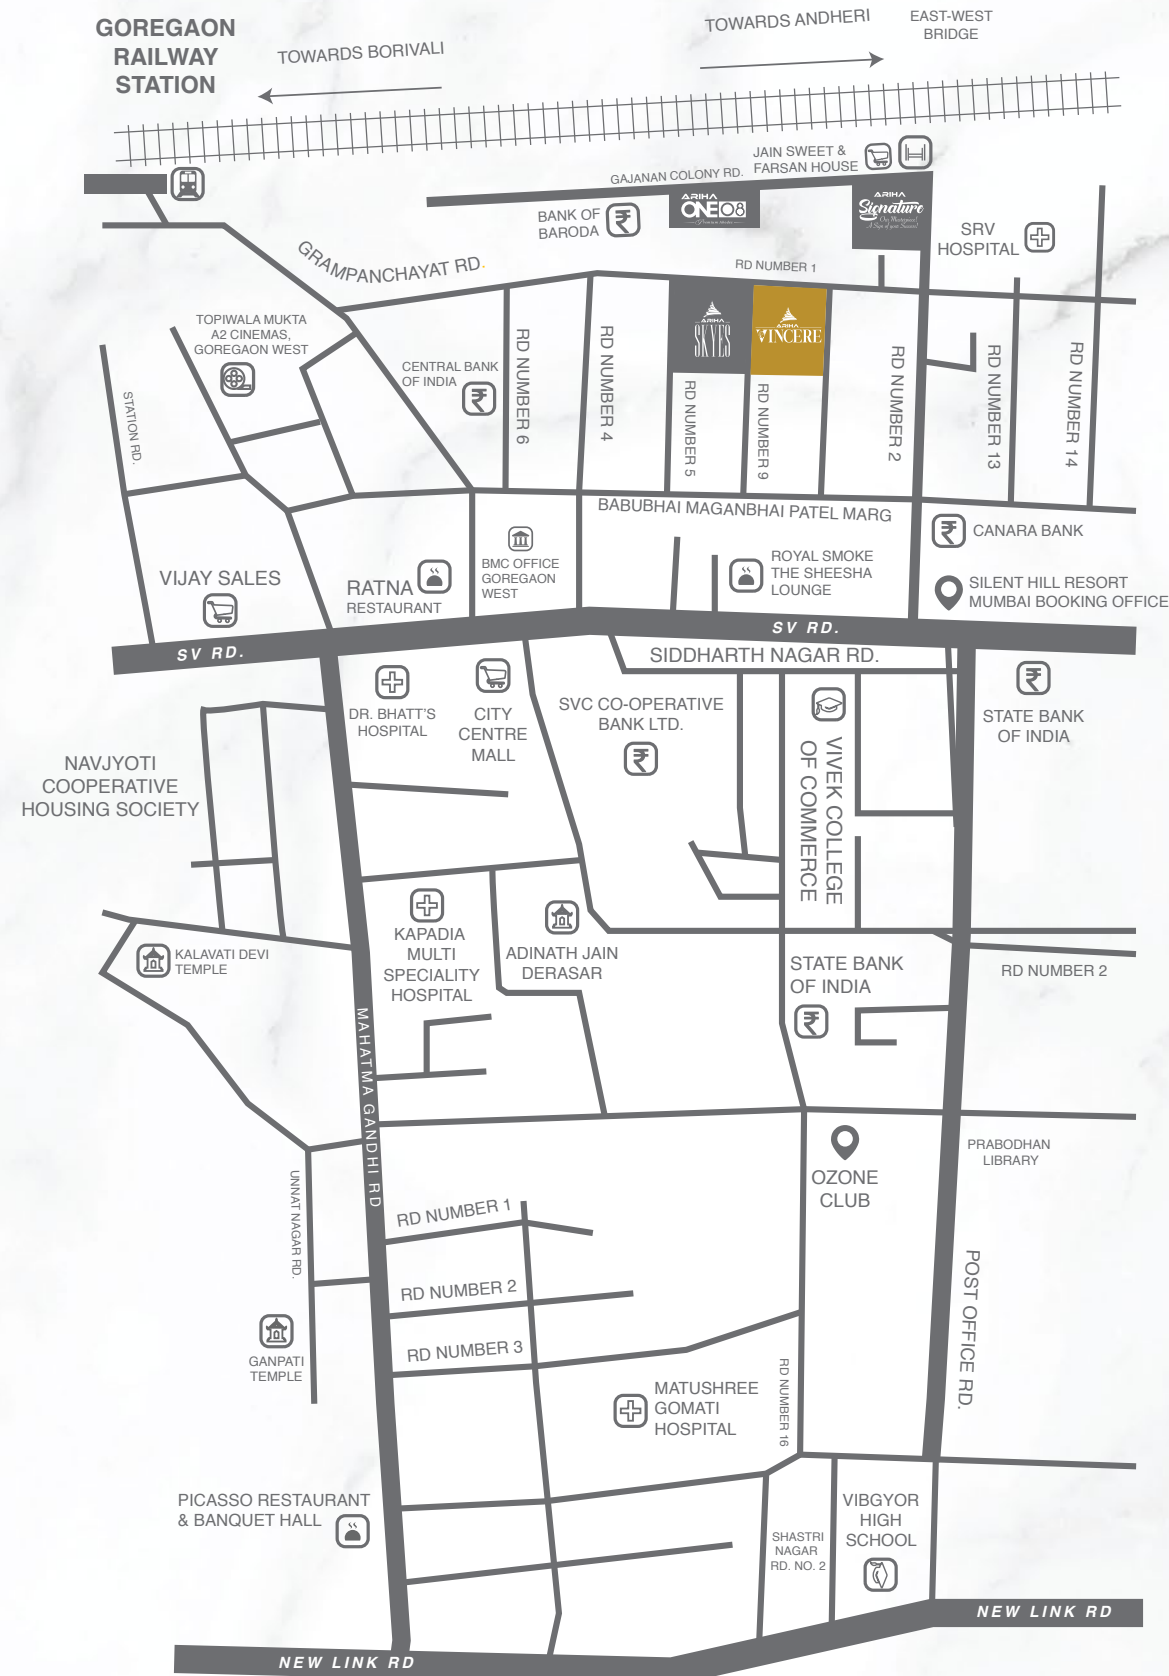 GOREGAON
RAILWAY
STATION
TOWARDS BORIVALI
TOWARDS ANDHERI
EAST-WEST
BRIDGE
JAIN SWEET &
FARSAN HOUSE
GAJANAN COLONY RD.
ARIHA
ONE08
ARIHA
Signature
BANK OF
BARODA
SRV
HOSPITAL
GRAMPANCHAYAT RD.
RD NUMBER 1
TOPIWALA MUKTA
A2 CINEMAS,
GOREGAON WEST
ARIHA
SKYES
ARIHA
VINCERE
CENTRAL BANK
OF INDIA
STATION RD.
RD NUMBER 6
RD NUMBER 4
RD NUMBER 5
RD NUMBER 9
RD NUMBER 2
RD NUMBER 13
RD NUMBER 14
BABUBHAI MAGANBHAI PATEL MARG
CANARA BANK
VIJAY SALES
RATNA
RESTAURANT
BMC OFFICE
GOREGAON
WEST
ROYAL SMOKE
THE SHEESHA
LOUNGE
SILENT HILL RESORT
MUMBAI BOOKING OFFICE
SV RD.
SV RD.
SIDDHARTH NAGAR RD.
DR. BHATT'S
HOSPITAL
CITY
CENTRE
MALL
SVC CO-OPERATIVE
BANK LTD.
VIVEK COLLEGE
OF COMMERCE
STATE BANK
OF INDIA
NAVJYOTI
COOPERATIVE
HOUSING SOCIETY
KALAVATI DEVI
TEMPLE
KAPADIA
MULTI
SPECIALITY
HOSPITAL
ADINATH JAIN
DERASAR
STATE BANK
OF INDIA
RD NUMBER 2
MAHATMA GANDHI RD
PRABODHAN
LIBRARY
OZONE
CLUB
UNNAT NAGAR RD.
RD NUMBER 1
RD NUMBER 2
RD NUMBER 3
POST OFFICE RD.
GANPATI
TEMPLE
MATUSHREE
GOMATI
HOSPITAL
RD NUMBER 16
PICASSO RESTAURANT
& BANQUET HALL
SHASTRI
NAGAR
RD. NO. 2
VIBGYOR
HIGH
SCHOOL
NEW LINK RD
NEW LINK RD